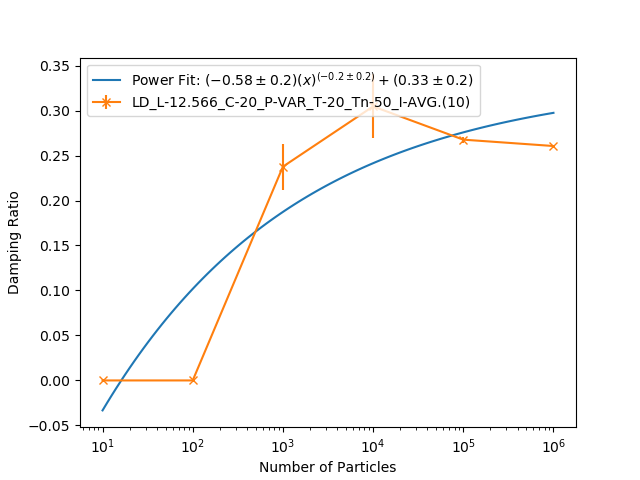 0.35
0.30
0.25
0.20
0.15
0.10
0.05
0.00
−0.05
Damping Ratio
Power Fit: (−0.58 ± 0.2)(x)^(−0.2 ± 0.2) + (0.33 ± 0.2)
LD_L-12.566_C-20_P-VAR_T-20_Tn-50_I-AVG.(10)
10^1 10^2 10^3 10^4 10^5 10^6
Number of Particles